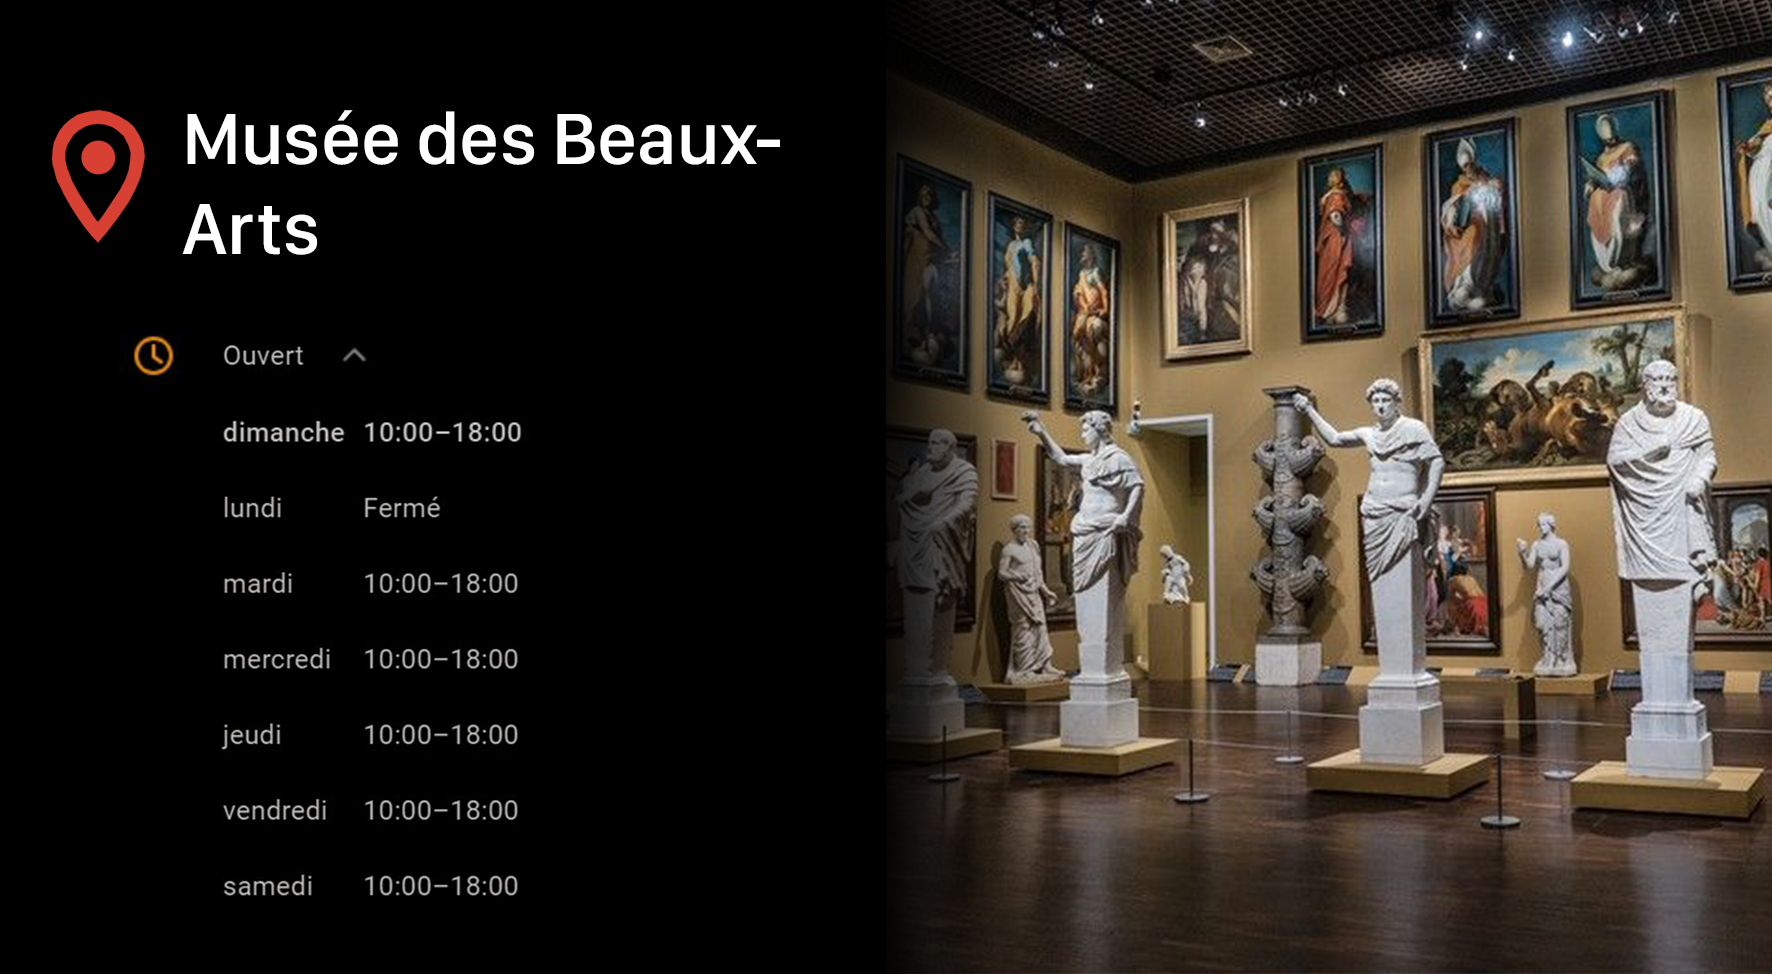 Musée des Beaux-
Arts
Ouvert
dimanche 10:00–18:00
lundi Fermé
mardi 10:00–18:00
mercredi 10:00–18:00
jeudi 10:00–18:00
vendredi 10:00–18:00
samedi 10:00–18:00